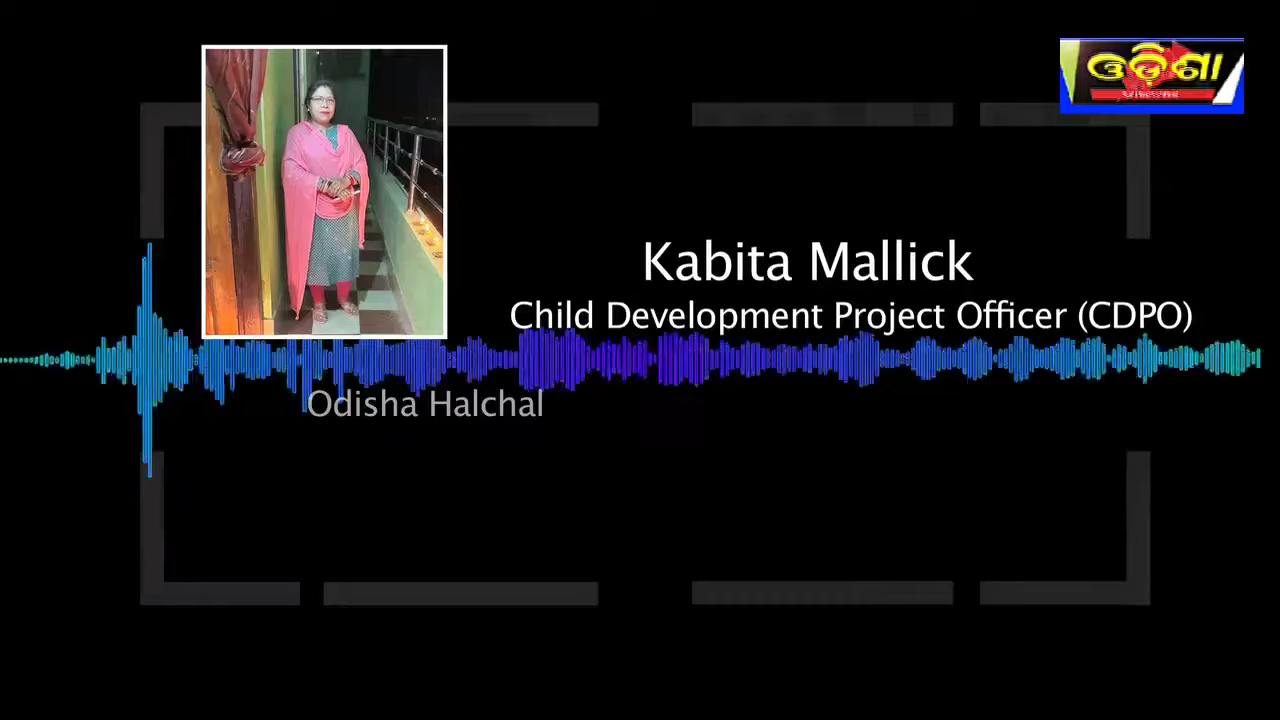 ଓଡ଼ିଶା
Kabita Mallick
Child Development Project Officer (CDPO)
Odisha Halchal